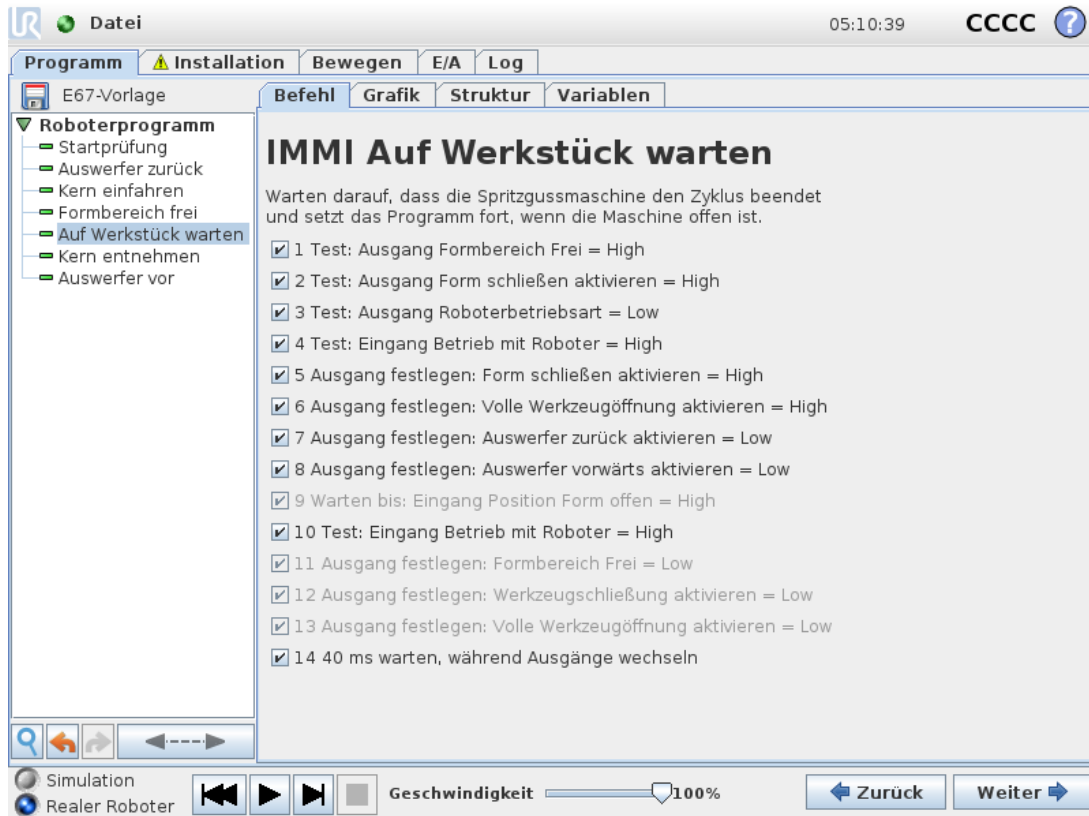 UR Datei 05:10:39 CCCC ?
Programm Installation Bewegen E/A Log
E67-Vorlage Befehl Grafik Struktur Variablen
Roboterprogramm
Startprüfung
Auswerfer zurück
Kern einfahren
Formbereich frei
Auf Werkstück warten
Kern entnehmen
Auswerfer vor
IMMI Auf Werkstück warten
Warten darauf, dass die Spritzgussmaschine den Zyklus beendet
und setzt das Programm fort, wenn die Maschine offen ist.
1 Test: Ausgang Formbereich Frei = High
2 Test: Ausgang Form schließen aktivieren = High
3 Test: Ausgang Roboterbetriebsart = Low
4 Test: Eingang Betrieb mit Roboter = High
5 Ausgang festlegen: Form schließen aktivieren = High
6 Ausgang festlegen: Volle Werkzeugöffnung aktivieren = High
7 Ausgang festlegen: Auswerfer zurück aktivieren = Low
8 Ausgang festlegen: Auswerfer vorwärts aktivieren = Low
9 Warten bis: Eingang Position Form offen = High
10 Test: Eingang Betrieb mit Roboter = High
11 Ausgang festlegen: Formbereich Frei = Low
12 Ausgang festlegen: Werkzeugschließung aktivieren = Low
13 Ausgang festlegen: Volle Werkzeugöffnung aktivieren = Low
14 40 ms warten, während Ausgänge wechseln
Simulation
Realer Roboter
Geschwindigkeit 100% Zurück Weiter